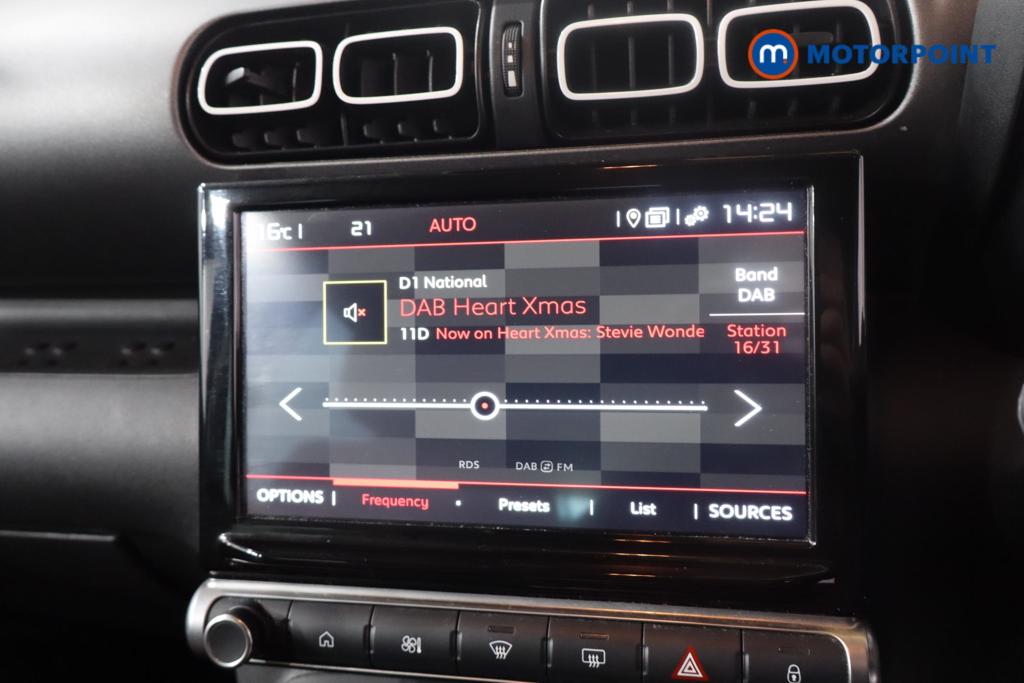 m MOTORPOINT
16°C | 21 AUTO 14:24
D1 National
DAB Heart Xmas
11D Now on Heart Xmas: Stevie Wonde
Band
DAB
Station
16/31
RDS DAB FM
OPTIONS Frequency Presets List SOURCES